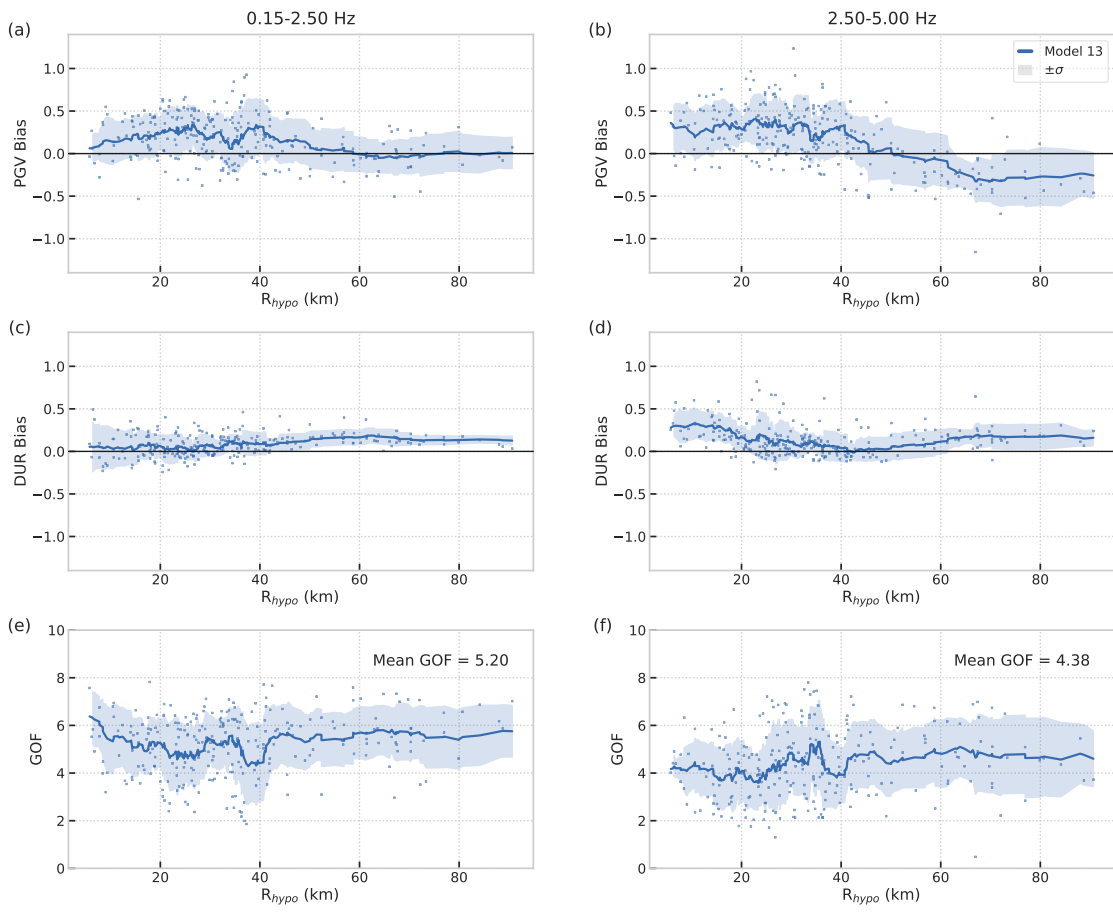 0.15-2.50 Hz
2.50-5.00 Hz
(a)
1.0
0.5
0.0
−0.5
−1.0
PGV Bias
20
40
60
80
R_hypo (km)
(b)
1.0
0.5
0.0
−0.5
−1.0
PGV Bias
Model 13
±σ
20
40
60
80
R_hypo (km)
(c)
1.0
0.5
0.0
−0.5
−1.0
DUR Bias
20
40
60
80
R_hypo (km)
(d)
1.0
0.5
0.0
−0.5
−1.0
DUR Bias
20
40
60
80
R_hypo (km)
(e)
10
8
6
4
2
0
GOF
Mean GOF = 5.20
20
40
60
80
R_hypo (km)
(f)
10
8
6
4
2
0
GOF
Mean GOF = 4.38
20
40
60
80
R_hypo (km)